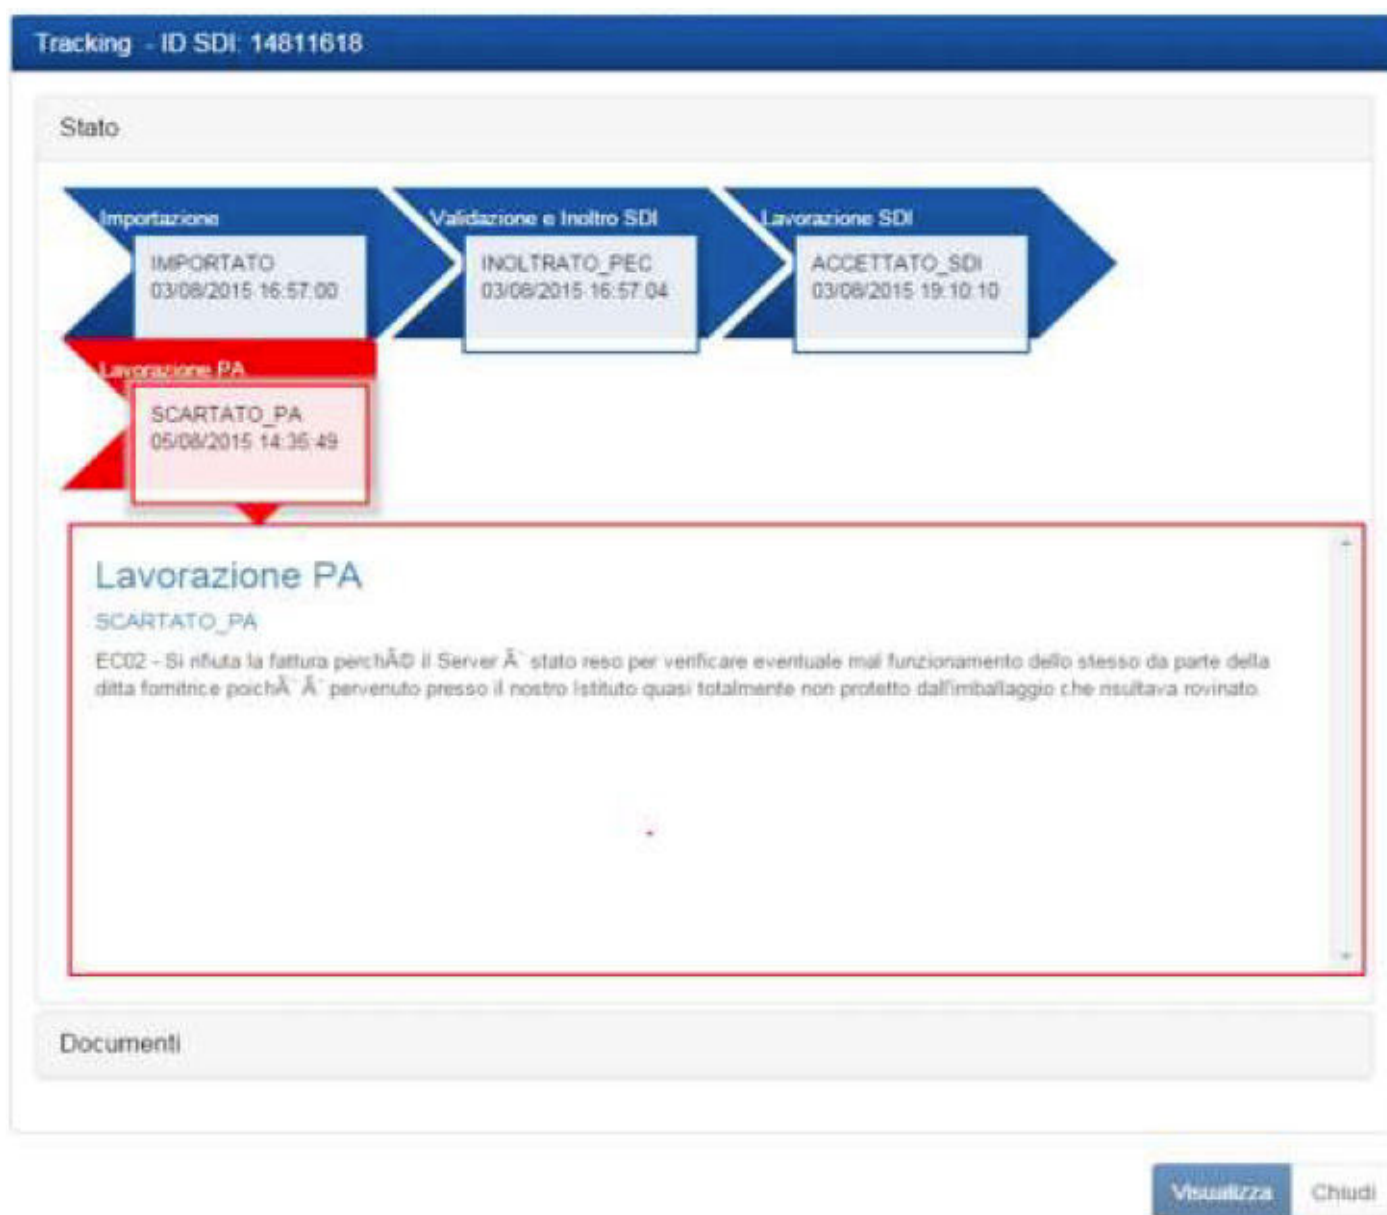 Tracking - ID SDI: 14811618
Stato
Importazione
IMPORTATO
03/08/2015 16:57:00
Validazione e Inoltro SDI
INOLTRATO_PEC
03/08/2015 16:57:04
Lavorazione SDI
ACCETTATO_SDI
03/08/2015 19:10:10
Lavorazione PA
SCARTATO_PA
05/08/2015 14:35:49
Lavorazione PA
SCARTATO_PA
EC02 - Si rifiuta la fattura perchÃ© il Server Ã¨ stato reso per verificare eventuale mal funzionamento dello stesso da parte della
ditta fornitrice poichÃ¨ Ã¨ pervenuto presso il nostro Istituto quasi totalmente non protetto dall'imballaggio che risultava rovinato.
Documenti
Visualizza
Chiudi